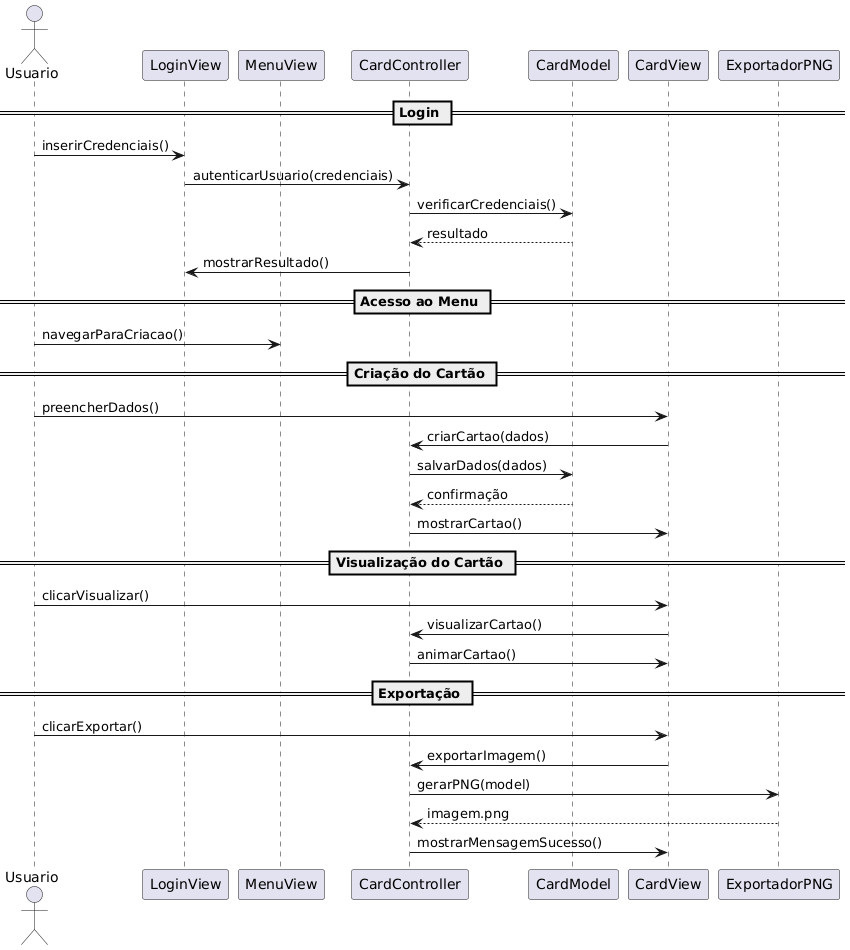 Usuario
LoginView
MenuView
CardController
CardModel
CardView
ExportadorPNG
Login
inserirCredenciais()
autenticarUsuario(credenciais)
verificarCredenciais()
resultado
mostrarResultado()
Acesso ao Menu
navegarParaCriacao()
Criação do Cartão
preencherDados()
criarCartao(dados)
salvarDados(dados)
confirmação
mostrarCartao()
Visualização do Cartão
clicarVisualizar()
visualizarCartao()
animarCartao()
Exportação
clicarExportar()
exportarImagem()
gerarPNG(model)
imagem.png
mostrarMensagemSucesso()
Usuario
LoginView
MenuView
CardController
CardModel
CardView
ExportadorPNG